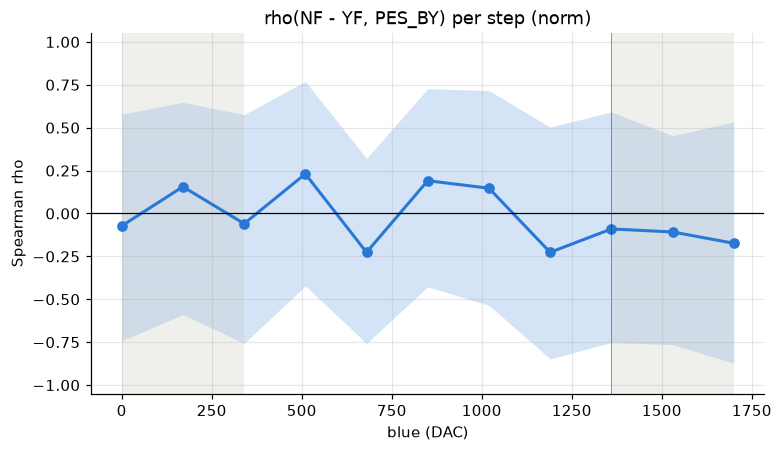 rho(NF - YF, PES_BY) per step (norm)
1.00
0.75
0.50
0.25
0.00
−0.25
−0.50
−0.75
−1.00
Spearman rho
0 250 500 750 1000 1250 1500 1750
blue (DAC)